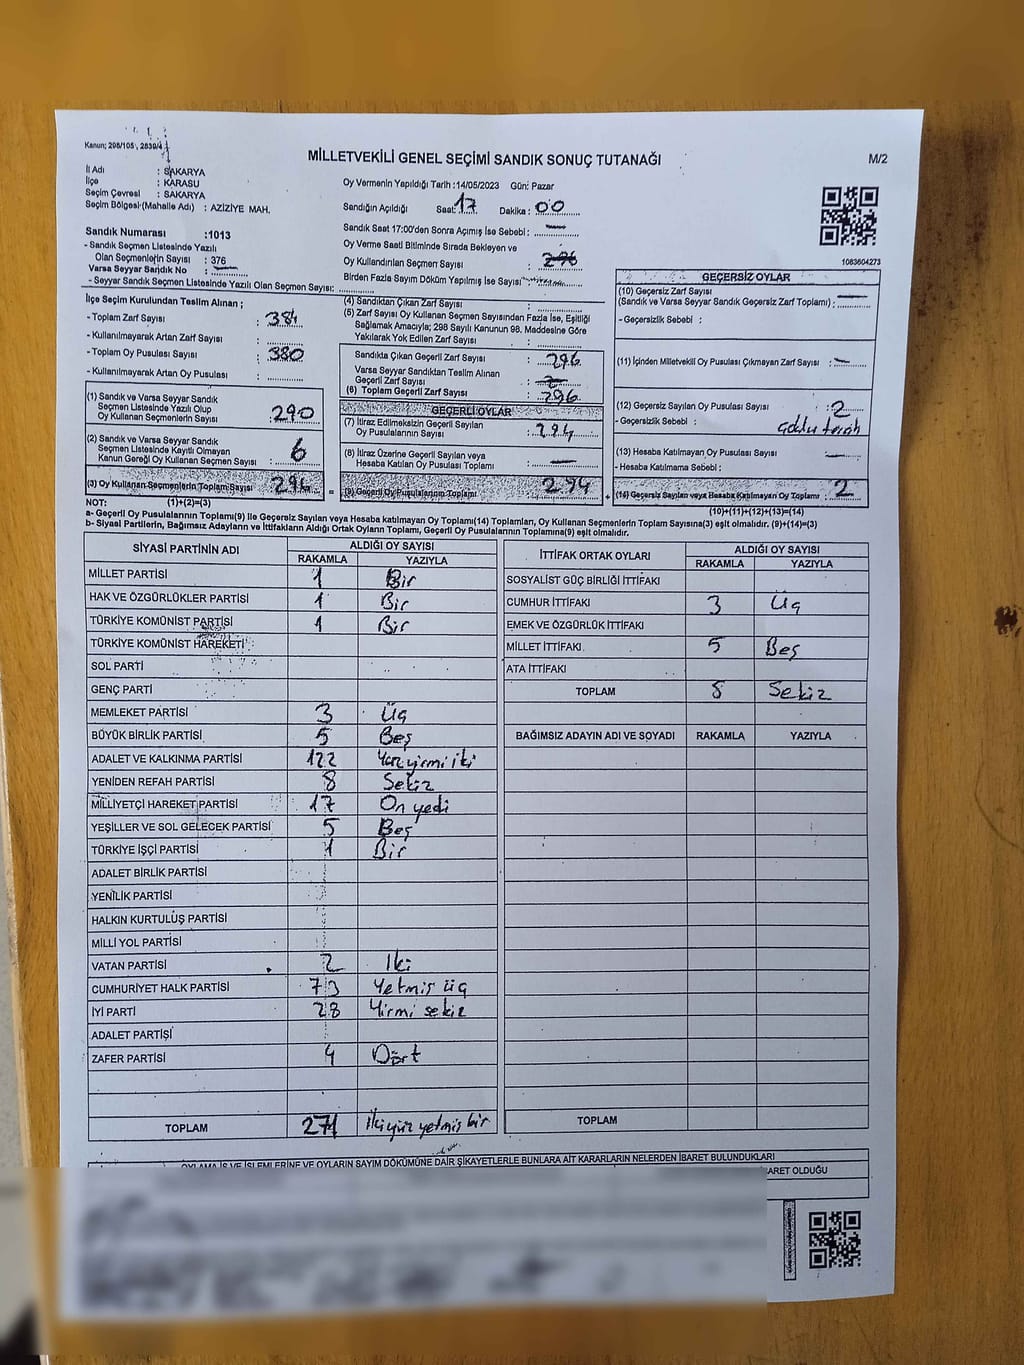 Kanun; 298/105, 2839/4
MİLLETVEKİLİ GENEL SEÇİMİ SANDIK SONUÇ TUTANAĞI
M/2
İl Adı : SAKARYA
İlçe : KARASU
Seçim Çevresi : SAKARYA
Seçim Bölgesi (Mahalle Adı) : AZİZİYE MAH.
Oy Vermenin Yapıldığı Tarih :14/05/2023 Gün: Pazar
Sandığın Açıldığı Saat: 17 Dakika : 00
Sandık Saat 17:00'den Sonra Açımış İse Sebebi :
Oy Verme Saati Bitiminde Sırada Bekleyen ve
Oy Kullandırılan Seçmen Sayısı
Birden Fazla Sayım Döküm Yapılmış İse Sayısı
1083604273
Sandık Numarası :1013
- Sandık Seçmen Listesinde Yazılı
Olan Seçmenlerin Sayısı : 376
Varsa Seyyar Sandık No :
- Seyyar Sandık Seçmen Listesinde Yazılı Olan Seçmen Sayısı:
İlçe Seçim Kurulundan Teslim Alınan ;
- Toplam Zarf Sayısı : 381
- Kullanılmayarak Artan Zarf Sayısı :
- Toplam Oy Pusulası Sayısı : 380
- Kullanılmayarak Artan Oy Pusulası :
(1) Sandık ve Varsa Seyyar Sandık
Seçmen Listesinde Yazılı Olup
Oy Kullanan Seçmenlerin Sayısı : 290
(2) Sandık ve Varsa Seyyar Sandık
Seçmen Listesinde Kayıtlı Olmayan
Kanun Gereği Oy Kullanan Seçmen Sayısı : 6
(3) Oy Kullanan Seçmenlerin Toplam Sayısı : 296
(1)+(2)=(3)
(4) Sandıktan Çıkan Zarf Sayısı :
(5) Zarf Sayısı Oy Kullanan Seçmen Sayısından Fazla İse, Eşitliği
Sağlamak Amacıyla; 298 Sayılı Kanunun 98. Maddesine Göre
Yakılarak Yok Edilen Zarf Sayısı :
Sandıkta Çıkan Geçerli Zarf Sayısı : 296
Varsa Seyyar Sandıktan Teslim Alınan
Geçerli Zarf Sayısı :
(6) Toplam Geçerli Zarf Sayısı : 296
GEÇERLİ OYLAR
(7) İtiraz Edilmeksizin Geçerli Sayılan
Oy Pusulalarının Sayısı : 294
(8) İtiraz Üzerine Geçerli Sayılan veya
Hesaba Katılan Oy Pusulası Toplamı :
(9) Geçerli Oy Pusulalarının Toplamı : 294
GEÇERSİZ OYLAR
(10) Geçersiz Zarf Sayısı
(Sandık ve Varsa Seyyar Sandık Geçersiz Zarf Toplamı) :
- Geçersizlik Sebebi :
(11) İçinden Milletvekili Oy Pusulası Çıkmayan Zarf Sayısı :
(12) Geçersiz Sayılan Oy Pusulası Sayısı : 2
- Geçersizlik Sebebi :
(13) Hesaba Katılmayan Oy Pusulası Sayısı :
- Hesaba Katılmama Sebebi :
(14) Geçersiz Sayılan veya Hesaba Katılmayan Oy Toplamı : 2
(10)+(11)+(12)+(13)=(14)
NOT:
a- Geçerli Oy Pusulalarının Toplamı(9) İle Geçersiz Sayılan veya Hesaba katılmayan Oy Toplamı(14) Toplamları, Oy Kullanan Seçmenlerin Toplam Sayısına(3) eşit olmalıdır. (9)+(14)=(3)
b- Siyasi Partilerin, Bağımsız Adayların ve İttifakların Aldığı Ortak Oyların Toplamı, Geçerli Oy Pusulalarının Toplamına(9) eşit olmalıdır.
SİYASİ PARTİNİN ADI ALDIĞI OY SAYISI
RAKAMLA YAZIYLA
MİLLET PARTİSİ 1 Bir
HAK VE ÖZGÜRLÜKLER PARTİSİ 1 Bir
TÜRKİYE KOMÜNİST PARTİSİ 1 Bir
TÜRKİYE KOMÜNİST HAREKETİ
SOL PARTİ
GENÇ PARTİ
MEMLEKET PARTİSİ 3 Üç
BÜYÜK BİRLİK PARTİSİ 5 Beş
ADALET VE KALKINMA PARTİSİ 122 Yüz yirmi iki
YENİDEN REFAH PARTİSİ 8 Sekiz
MİLLİYETÇİ HAREKET PARTİSİ 17 On yedi
YEŞİLLER VE SOL GELECEK PARTİSİ 5 Beş
TÜRKİYE İŞÇİ PARTİSİ 1 Bir
ADALET BİRLİK PARTİSİ
YENİLİK PARTİSİ
HALKIN KURTULUŞ PARTİSİ
MİLLİ YOL PARTİSİ
VATAN PARTİSİ 2 İki
CUMHURİYET HALK PARTİSİ 73 Yetmiş üç
İYİ PARTİ 28 Yirmi sekiz
ADALET PARTİSİ
ZAFER PARTİSİ 4 Dört
TOPLAM 271 İkiyüz yetmiş bir
İTTİFAK ORTAK OYLARI ALDIĞI OY SAYISI
RAKAMLA YAZIYLA
SOSYALİST GÜÇ BİRLİĞİ İTTİFAKI
CUMHUR İTTİFAKI 3 Üç
EMEK VE ÖZGÜRLÜK İTTİFAKI
MİLLET İTTİFAKI 5 Beş
ATA İTTİFAKI
TOPLAM 8 Sekiz
BAĞIMSIZ ADAYIN ADI VE SOYADI RAKAMLA YAZIYLA
TOPLAM
OYLAMA İŞ VE İŞLEMLERİNE VE OYLARIN SAYIM DÖKÜMÜNE DAİR ŞİKAYETLERLE BUNLARA AİT KARARLARIN NELERDEN İBARET BULUNDUKLARI
İBARET OLDUĞU